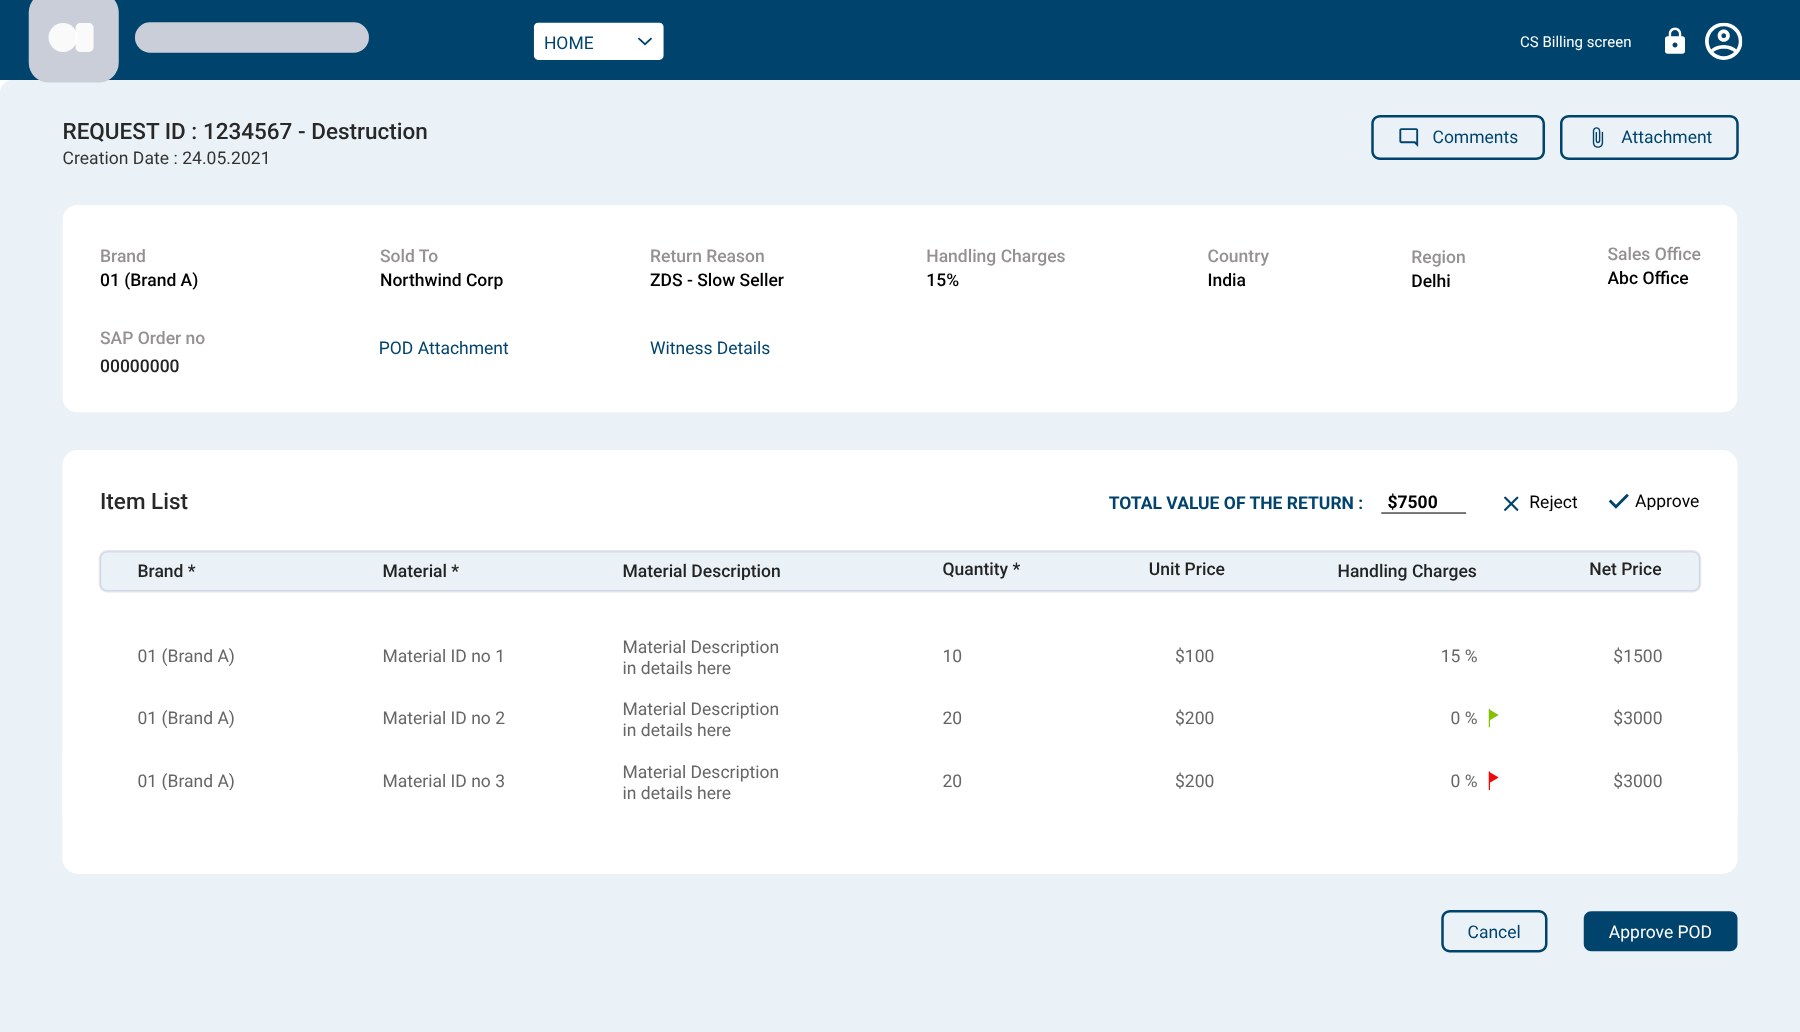 HOME
CS Billing screen
REQUEST ID : 1234567 - Destruction
Creation Date : 24.05.2021
Comments
Attachment
Brand
01 (Brand A)
Sold To
Northwind Corp
Return Reason
ZDS - Slow Seller
Handling Charges
15%
Country
India
Region
Delhi
Sales Office
Abc Office
SAP Order no
00000000
POD Attachment
Witness Details
Item List
TOTAL VALUE OF THE RETURN : $7500
Reject
Approve
Brand * Material * Material Description Quantity * Unit Price Handling Charges Net Price
01 (Brand A) Material ID no 1 Material Description
in details here
10 $100 15 % $1500
01 (Brand A) Material ID no 2 Material Description
in details here
20 $200 0 % $3000
01 (Brand A) Material ID no 3 Material Description
in details here
20 $200 0 % $3000
Cancel
Approve POD